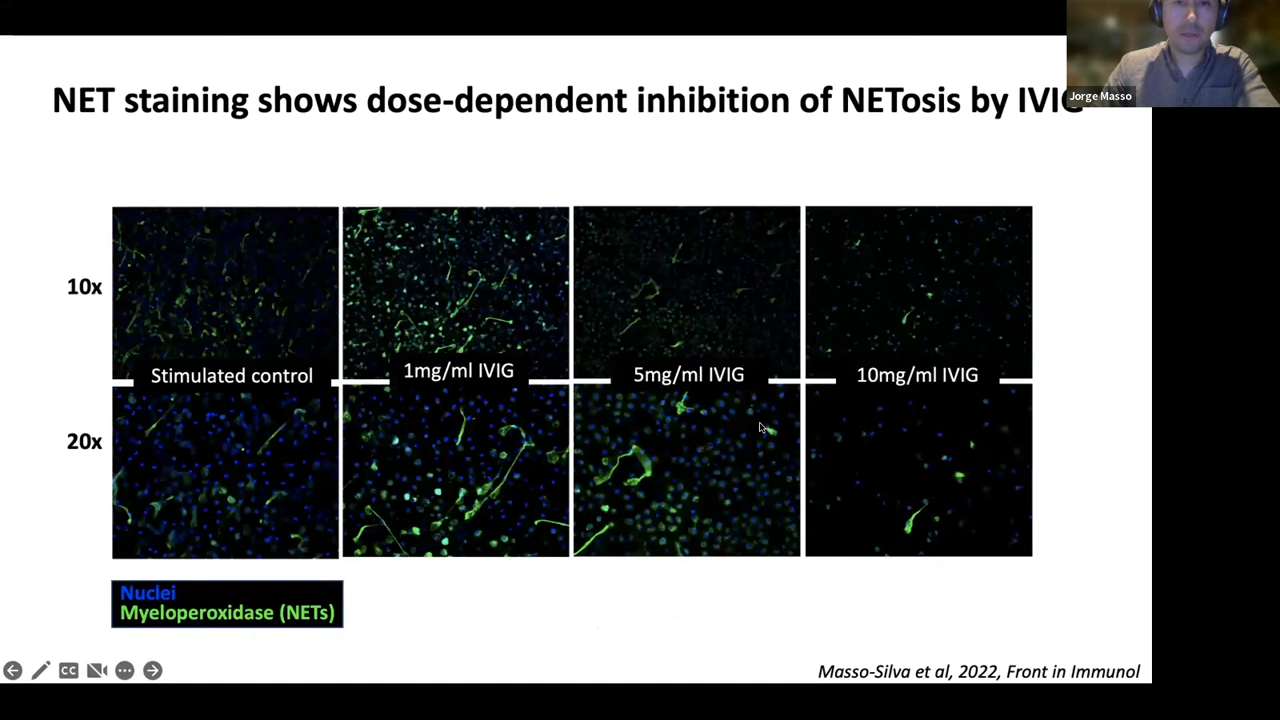 Jorge Masso
NET staining shows dose-dependent inhibition of NETosis by IVIG
10x
Stimulated control
1mg/ml IVIG
5mg/ml IVIG
10mg/ml IVIG
20x
Nuclei
Myeloperoxidase (NETs)
CC
Masso-Silva et al, 2022, Front in Immunol